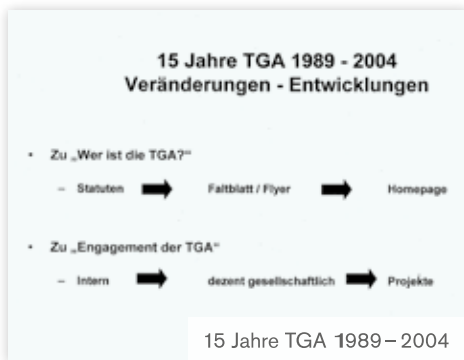 15 Jahre TGA 1989 - 2004
Veränderungen - Entwicklungen
• Zu „Wer ist die TGA?“
– Statuten Faltblatt / Flyer Homepage
• Zu „Engagement der TGA“
– Intern dezent gesellschaftlich Projekte
15 Jahre TGA 1989 – 2004